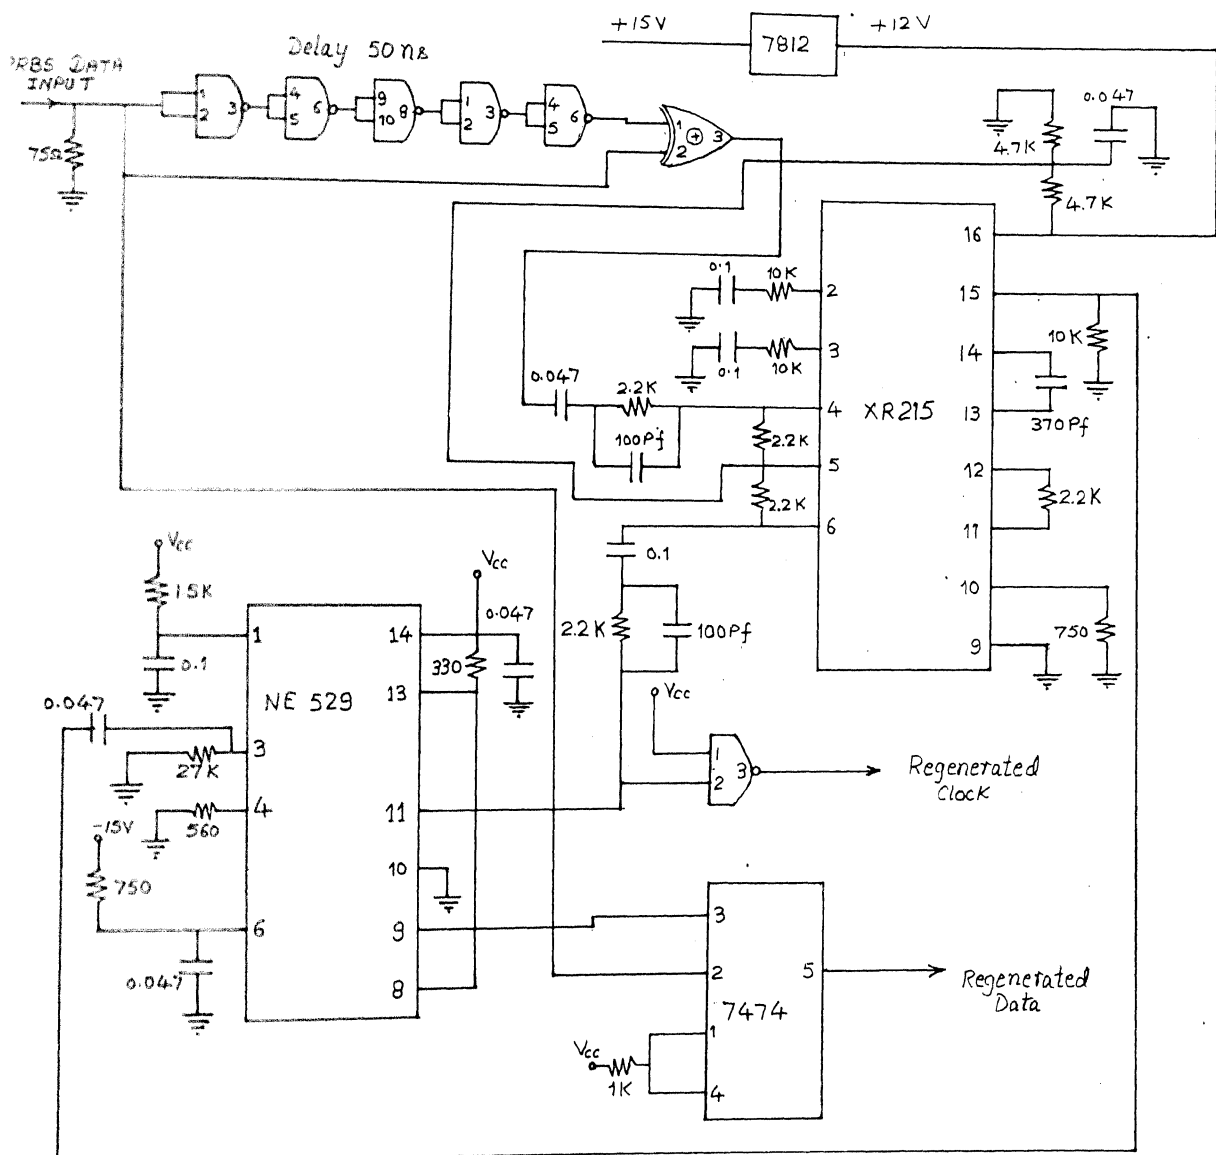 +15V
7812
+12V
Delay 50ns
PRBS DATA
INPUT
75Ω
1
2
3
4
5
6
9
10
8
1
2
3
4
5
6
1
2
+
3
4.7K
0.047
4.7K
XR215
16
15
14
13
12
11
10
9
2
3
4
5
6
0.1
10K
0.1
10K
0.047
2.2K
100Pf
2.2K
2.2K
10K
370Pf
2.2K
750
0.1
2.2K
100Pf
Vcc
15K
0.1
Vcc
0.047
330
NE 529
1
3
4
6
14
13
11
10
9
8
0.047
27K
560
-15V
750
0.047
Vcc
1
2
3
Regenerated
Clock
7474
3
2
1
4
5
Regenerated
Data
Vcc
1K